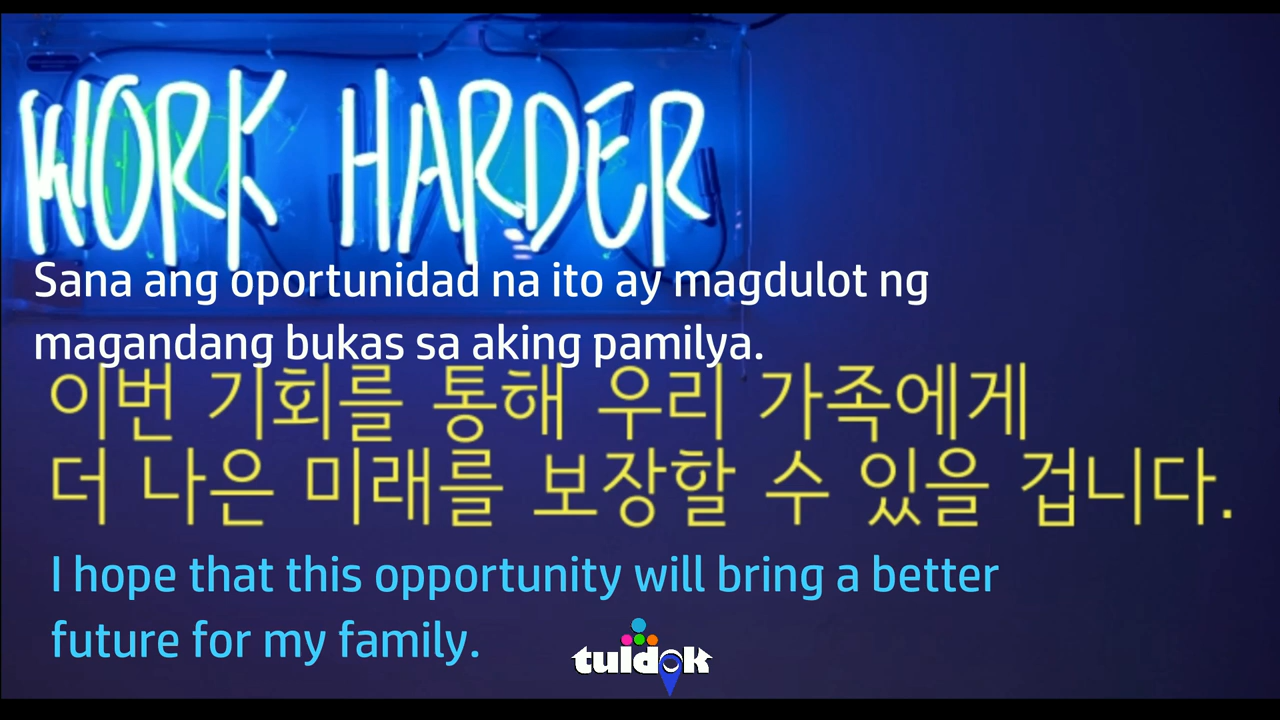 WORK HARDER
Sana ang oportunidad na ito ay magdulot ng
magandang bukas sa aking pamilya.
이번 기회를 통해 우리 가족에게
더 나은 미래를 보장할 수 있을 겁니다.
I hope that this opportunity will bring a better
future for my family.
tuldok